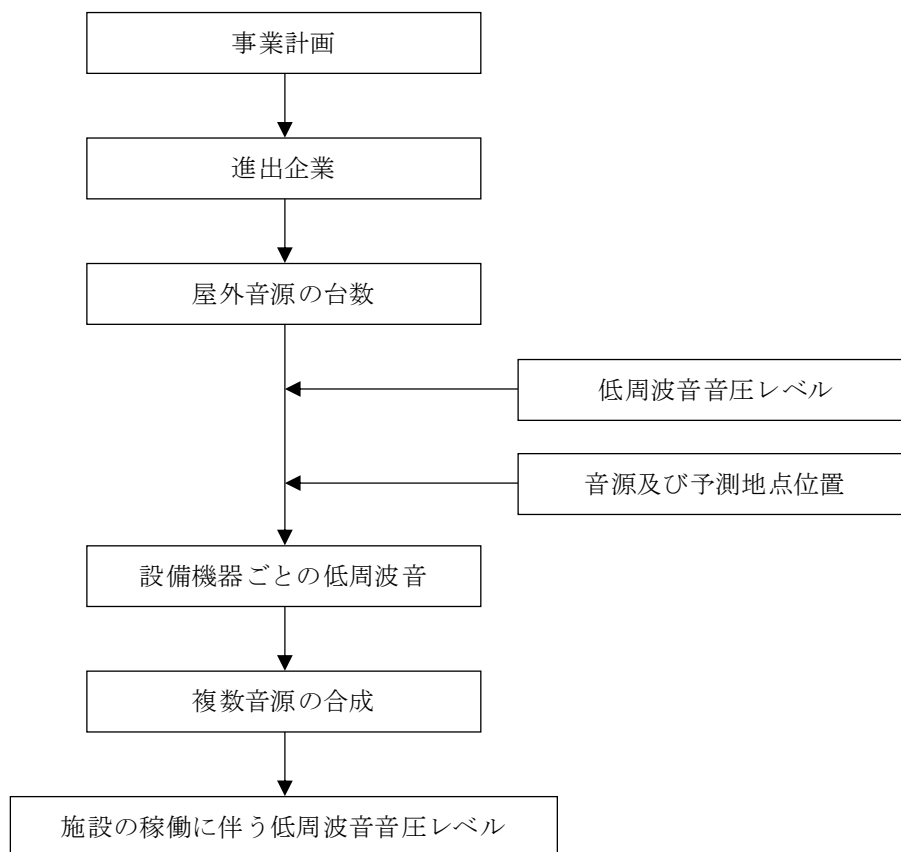 事業計画
進出企業
屋外音源の台数
低周波音音圧レベル
音源及び予測地点位置
設備機器ごとの低周波音
複数音源の合成
施設の稼働に伴う低周波音音圧レベル